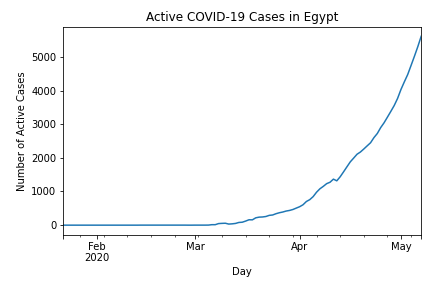 Active COVID-19 Cases in Egypt
Number of Active Cases
5000
4000
3000
2000
1000
0
Feb
2020
Mar
Apr
May
Day